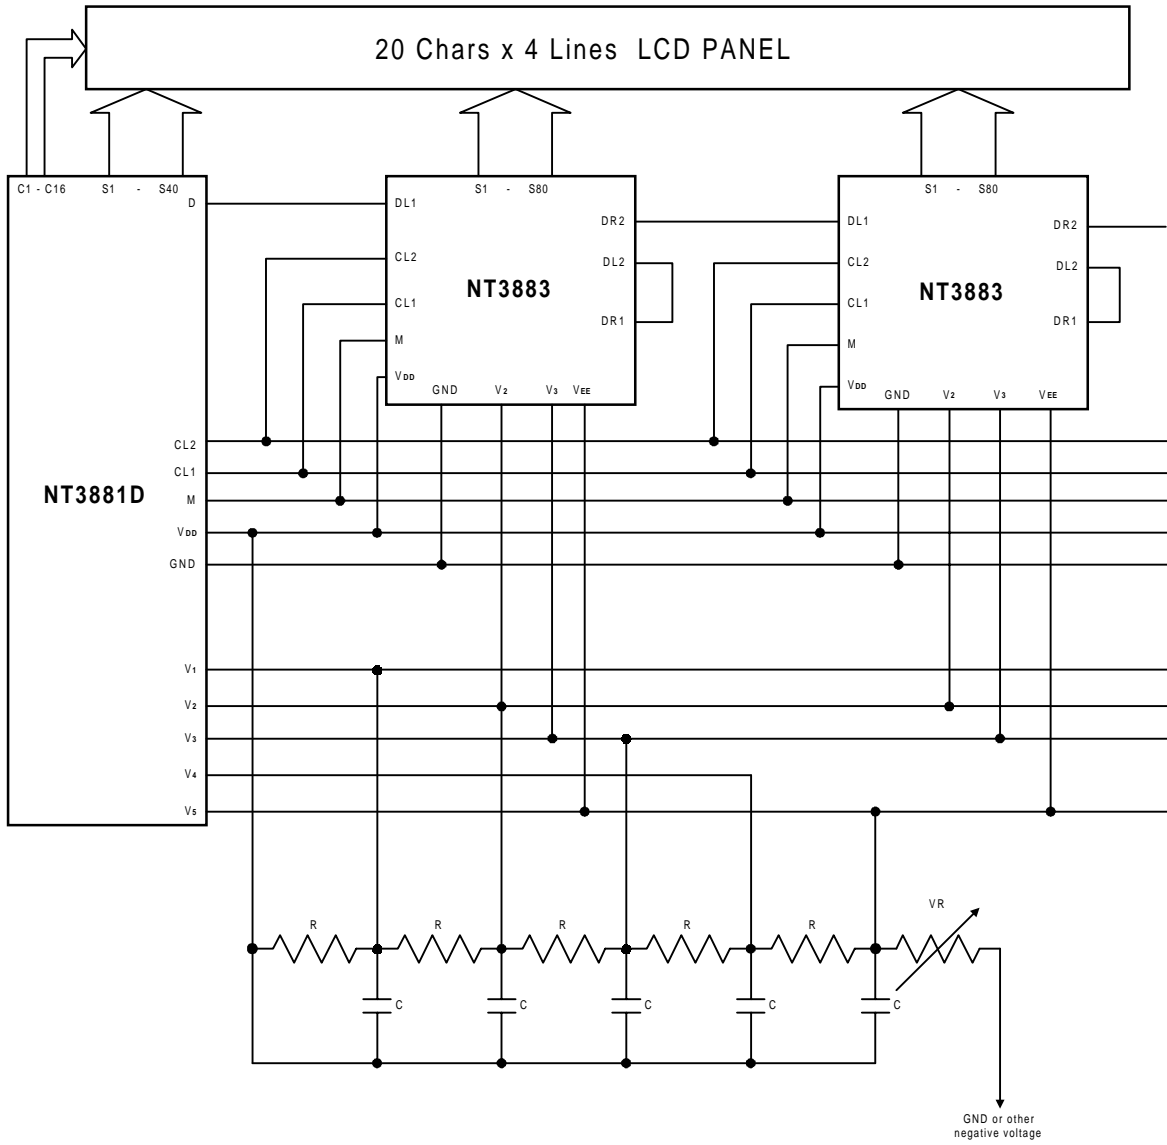 20 Chars x 4 Lines LCD PANEL
C1 - C16 S1 - S40
D
S1 - S80
DL1
DR2
CL2
DL2
NT3883
CL1
DR1
M
VDD
GND V2 V3 VEE
S1 - S80
DL1
DR2
CL2
DL2
NT3883
CL1
DR1
M
VDD
GND V2 V3 VEE
CL2
CL1
NT3881D
M
VDD
GND
V1
V2
V3
V4
V5
R R R R R VR
C C C C C
GND or other
negative voltage